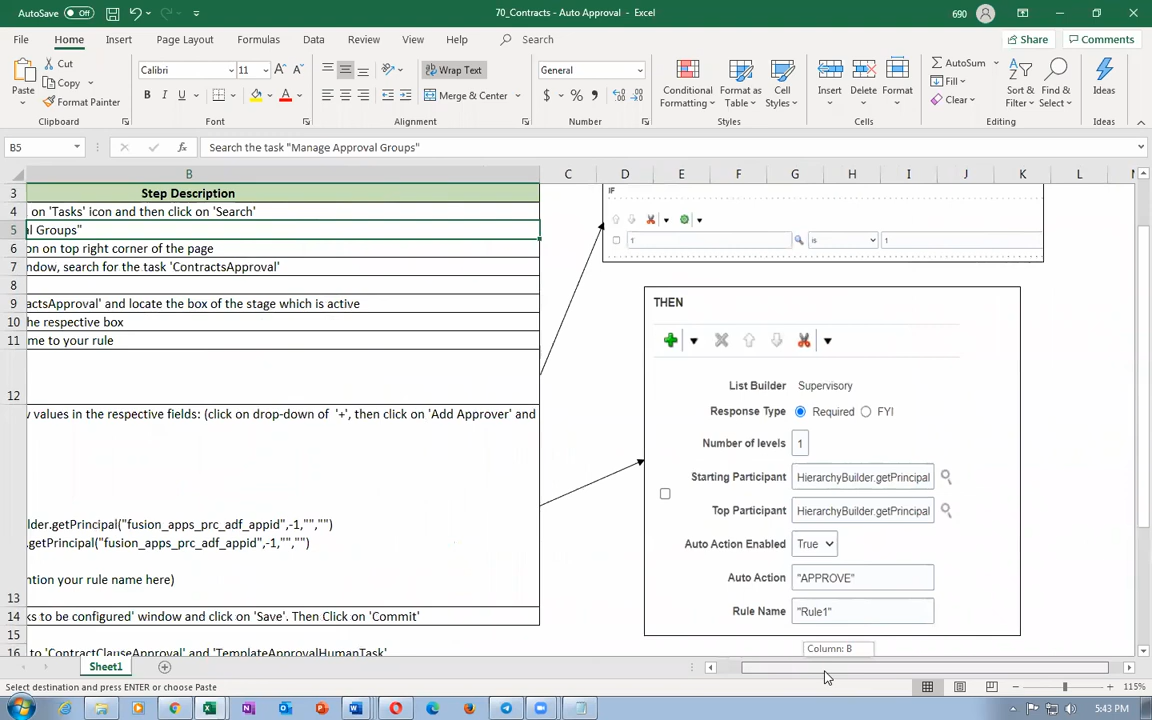 AutoSave Off
70_Contracts - Auto Approval - Excel
690
File Home Insert Page Layout Formulas Data Review View Help Search
Share Comments
Paste
Cut
Copy
Format Painter
Clipboard
Calibri 11
B I U
Font
Wrap Text
Merge & Center
Alignment
General
$ %
Number
Conditional Formatting
Format as Table
Cell Styles
Styles
Insert Delete Format
Cells
AutoSum
Fill
Clear
Sort & Filter
Find & Select
Editing
Ideas
Ideas
B5
fx
Search the task "Manage Approval Groups"
B C D E F G H I J K L
3 Step Description
4 on 'Tasks' icon and then click on 'Search'
5 al Groups"
6 on on top right corner of the page
7 ndow, search for the task 'ContractsApproval'
8
9 actsApproval' and locate the box of the stage which is active
10 he respective box
11 me to your rule
12
w values in the respective fields: (click on drop-down of '+', then click on 'Add Approver' and
lder.getPrincipal("fusion_apps_prc_adf_appid",-1,"","")
.getPrincipal("fusion_apps_prc_adf_appid",-1,"","")
ntion your rule name here)
13
14 ks to be configured' window and click on 'Save'. Then Click on 'Commit'
15
16 to 'ContractClauseApproval' and 'TemplateApprovalHumanTask'
IF
1 is 1
THEN
List Builder Supervisory
Response Type Required FYI
Number of levels 1
Starting Participant HierarchyBuilder.getPrincipal
Top Participant HierarchyBuilder.getPrincipal
Auto Action Enabled True
Auto Action "APPROVE"
Rule Name "Rule1"
Column: B
Sheet1
Select destination and press ENTER or choose Paste
115%
5:43 PM